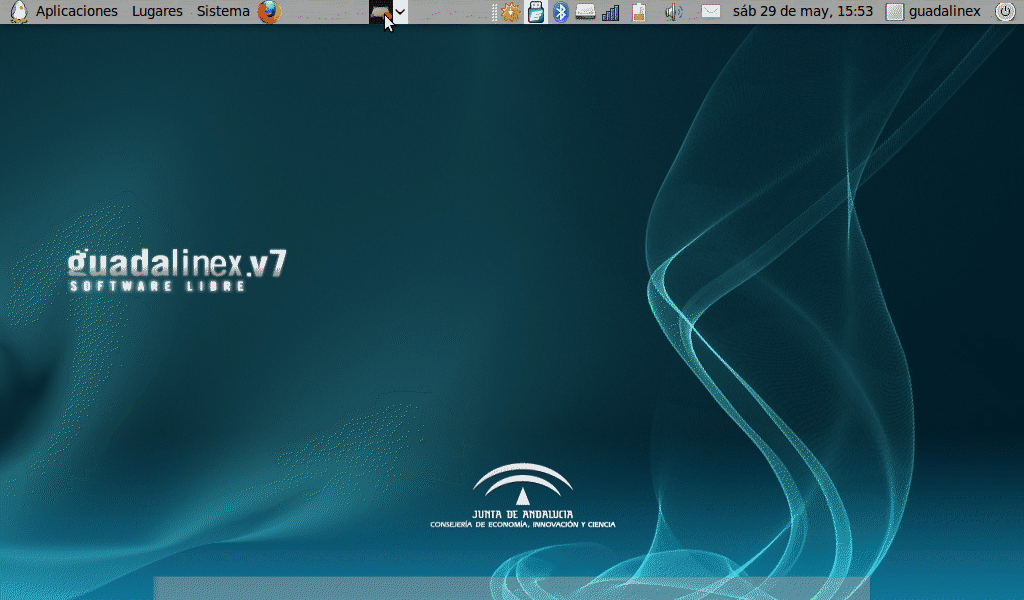 Aplicaciones Lugares Sistema sáb 29 de may, 15:53 guadalinex
guadalinex.v7
SOFTWARE LIBRE
JUNTA DE ANDALUCIA
CONSEJERÍA DE ECONOMÍA, INNOVACIÓN Y CIENCIA